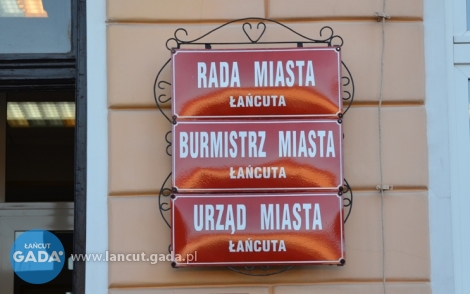 RADA MIASTA
ŁAŃCUTA
BURMISTRZ MIASTA
ŁAŃCUTA
URZĄD MIASTA
ŁAŃCUTA
ŁAŃCUT
GADA
www.lancut.gada.pl